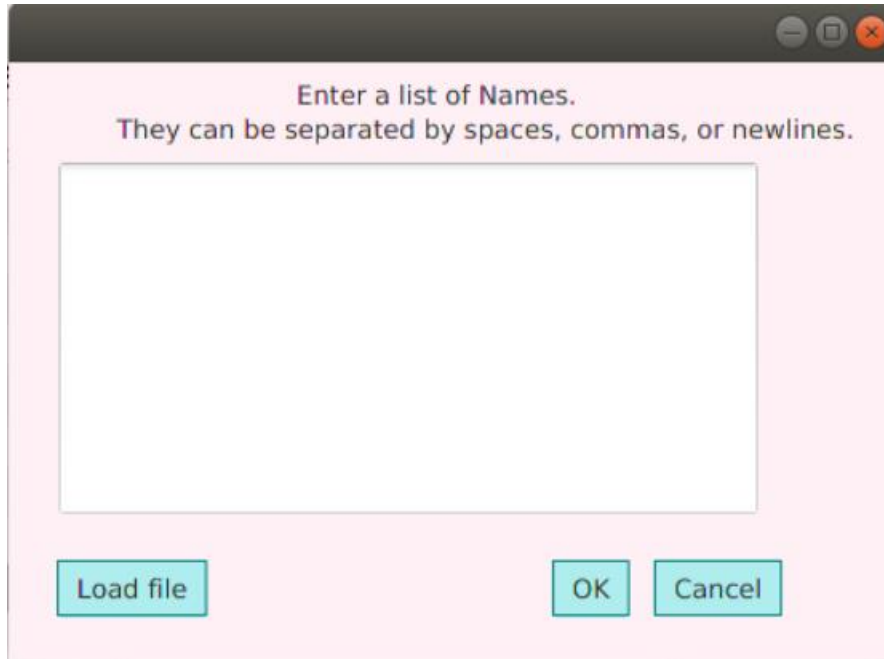 Enter a list of Names.
They can be separated by spaces, commas, or newlines.
Load file
OK
Cancel